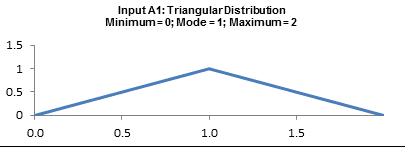 Input A1: Triangular Distribution
Minimum = 0; Mode = 1; Maximum = 2
1.5
1
0.5
0
0.0 0.5 1.0 1.5